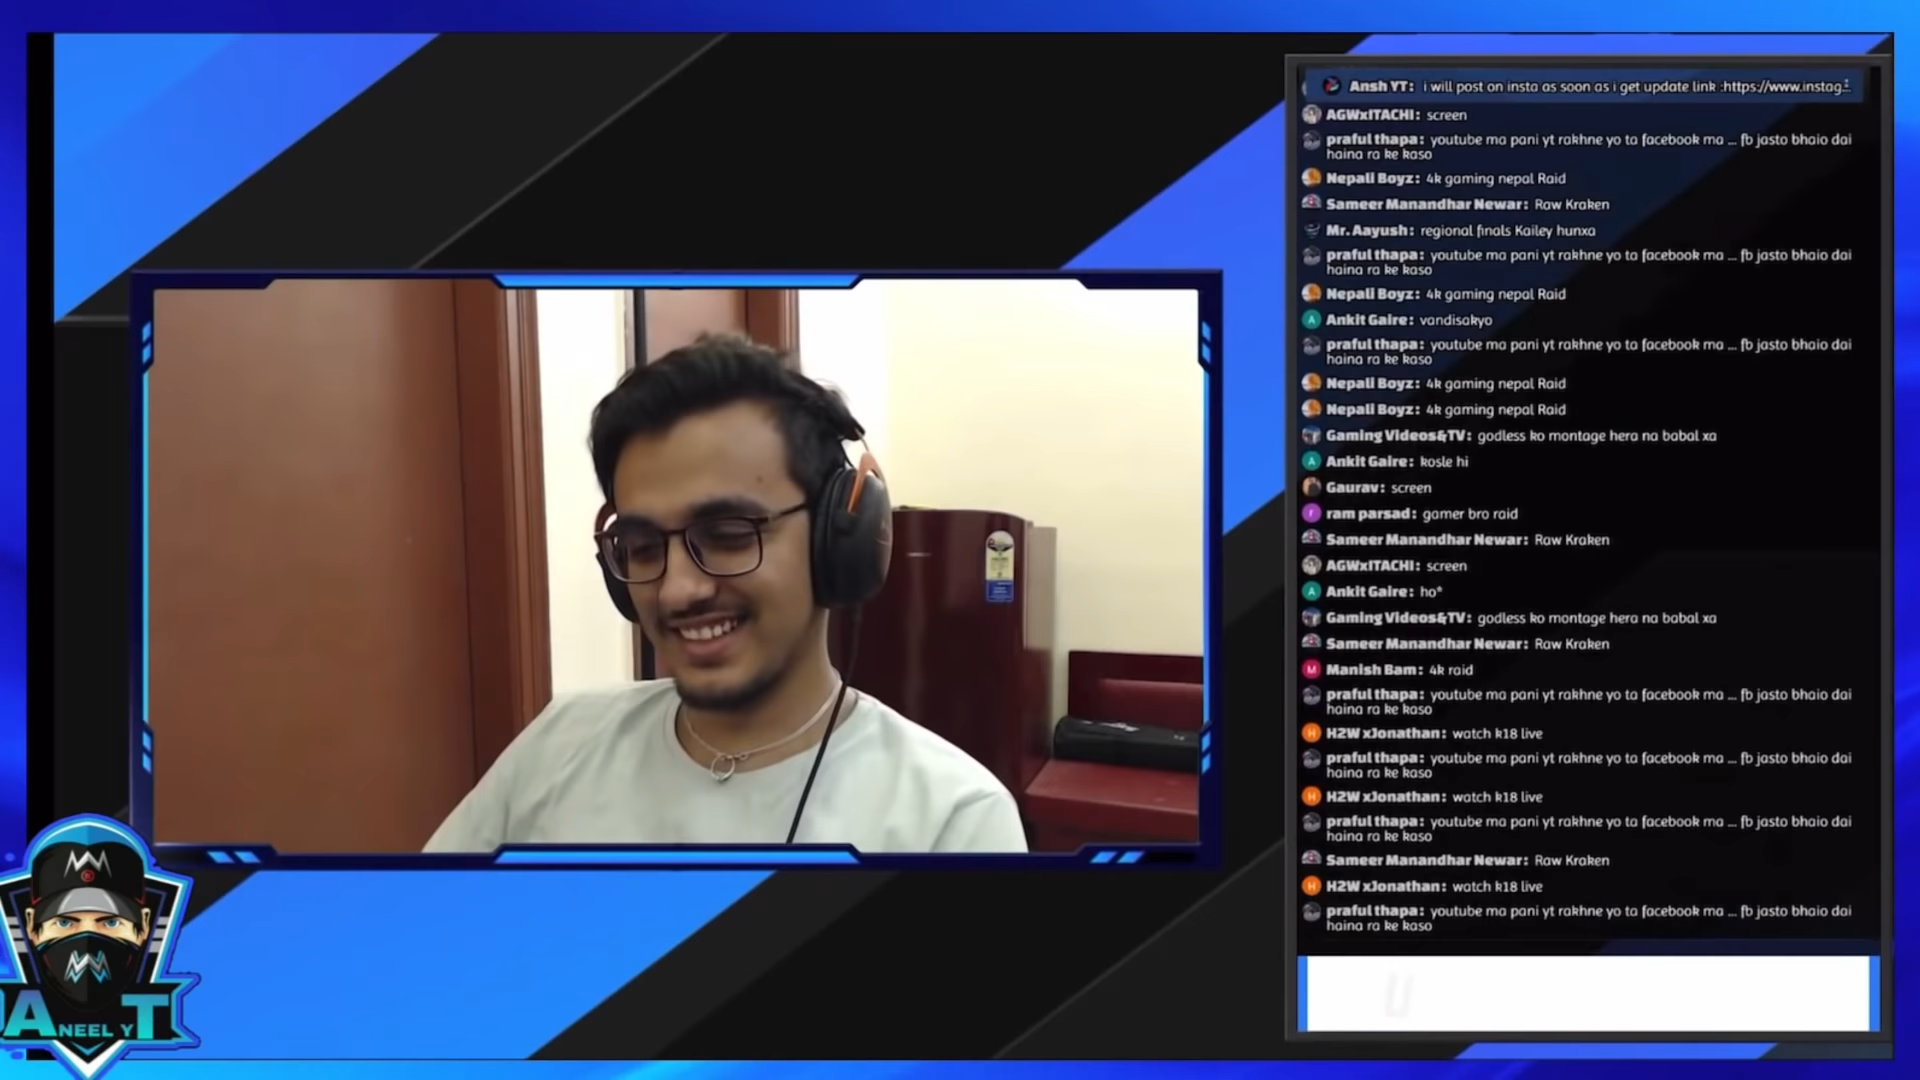 Ansh YT: i will post on insta as soon as i get update link :https://www.instag...
AGWxITACHI: screen
praful thapa: youtube ma pani yt rakhne yo ta facebook ma ... fb jasto bhaio dai
haina ra ke kaso
Nepali Boyz: 4k gaming nepal Raid
Sameer Manandhar Newar: Raw Kraken
Mr. Aayush: regional finals Kailey hunxa
praful thapa: youtube ma pani yt rakhne yo ta facebook ma ... fb jasto bhaio dai
haina ra ke kaso
Nepali Boyz: 4k gaming nepal Raid
A Ankit Gaire: vandisakyo
praful thapa: youtube ma pani yt rakhne yo ta facebook ma ... fb jasto bhaio dai
haina ra ke kaso
Nepali Boyz: 4k gaming nepal Raid
Nepali Boyz: 4k gaming nepal Raid
Gaming Videos&TV: godless ko montage hera na babal xa
A Ankit Gaire: kosle hi
Gaurav: screen
r ram parsad: gamer bro raid
Sameer Manandhar Newar: Raw Kraken
AGWxITACHI: screen
A Ankit Gaire: ho*
Gaming Videos&TV: godless ko montage hera na babal xa
Sameer Manandhar Newar: Raw Kraken
M Manish Bam: 4k raid
praful thapa: youtube ma pani yt rakhne yo ta facebook ma ... fb jasto bhaio dai
haina ra ke kaso
H H2W xJonathan: watch k18 live
praful thapa: youtube ma pani yt rakhne yo ta facebook ma ... fb jasto bhaio dai
haina ra ke kaso
H H2W xJonathan: watch k18 live
praful thapa: youtube ma pani yt rakhne yo ta facebook ma ... fb jasto bhaio dai
haina ra ke kaso
Sameer Manandhar Newar: Raw Kraken
H H2W xJonathan: watch k18 live
praful thapa: youtube ma pani yt rakhne yo ta facebook ma ... fb jasto bhaio dai
haina ra ke kaso
ANEEL YT